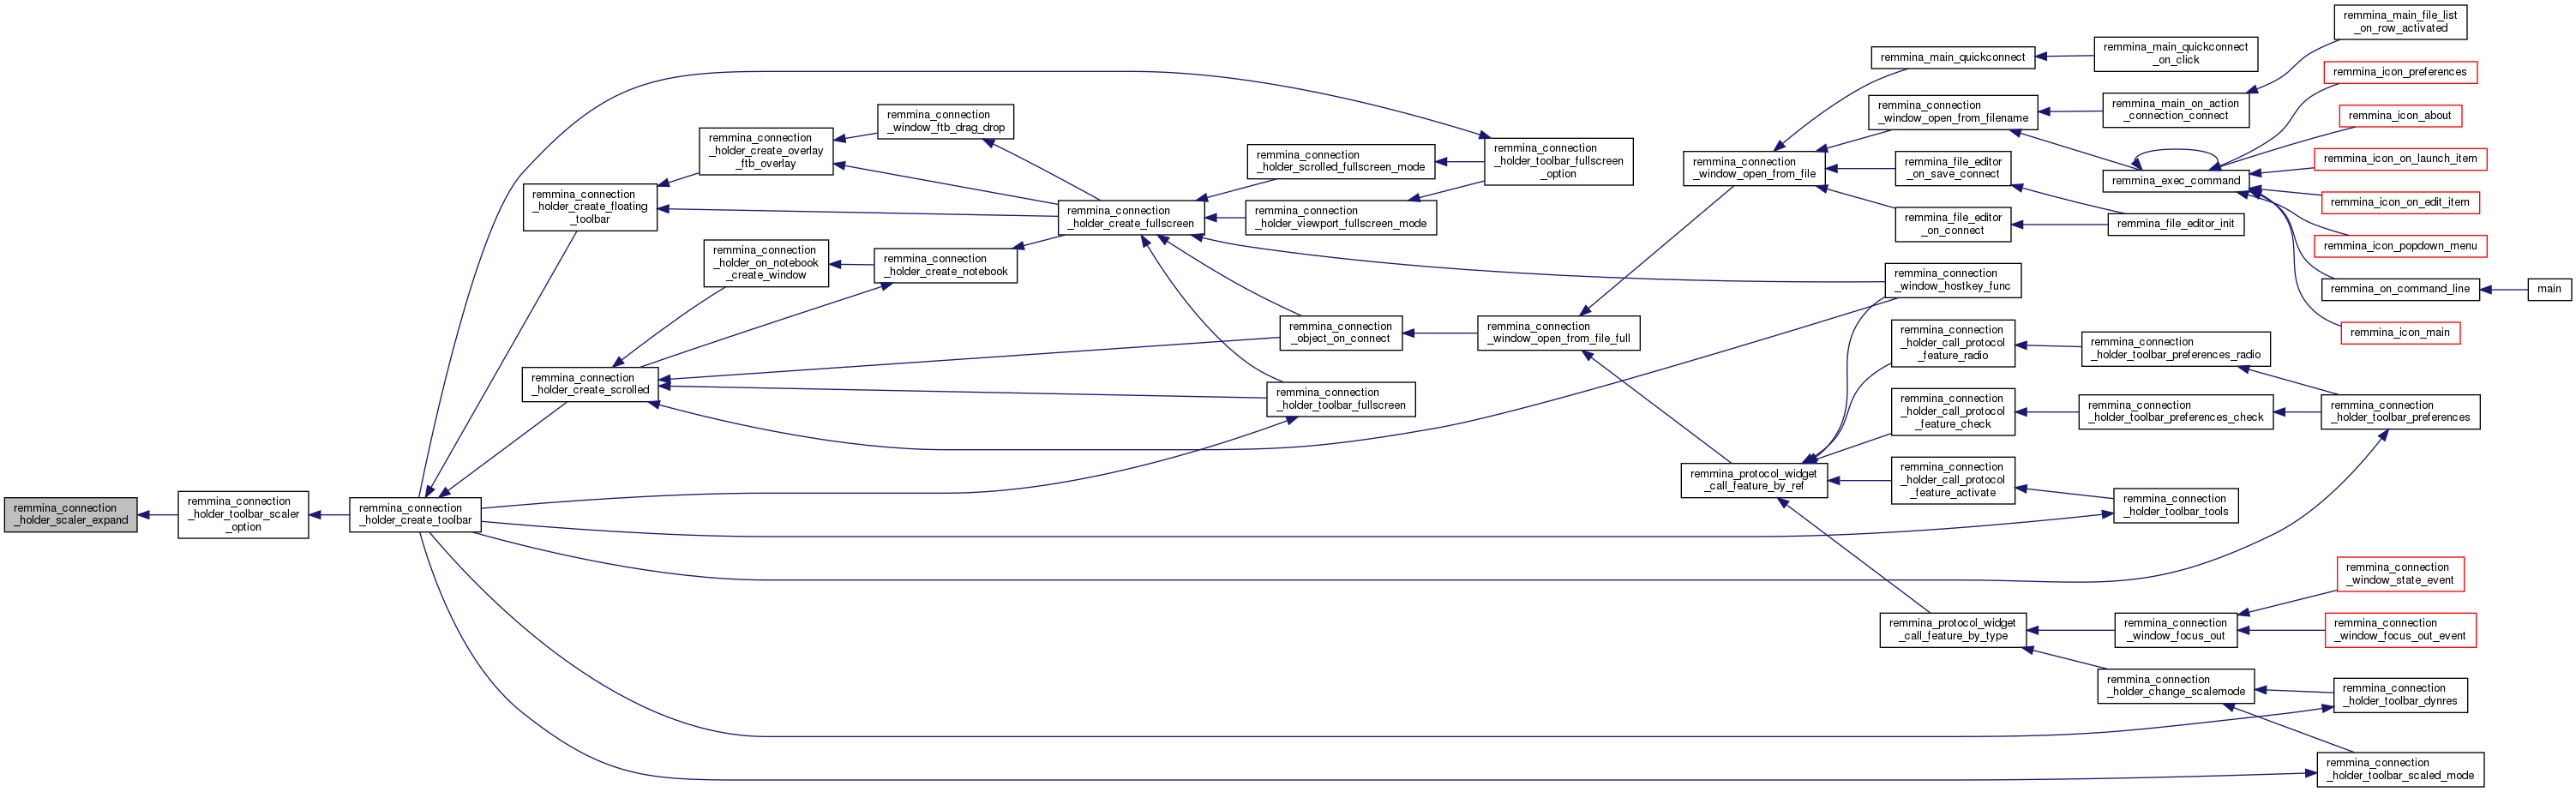 remmina_connection
_holder_scaler_expand
remmina_connection
_holder_toolbar_scaler
_option
remmina_connection
_holder_create_toolbar
remmina_connection
_holder_create_floating
_toolbar
remmina_connection
_holder_create_scrolled
remmina_connection
_holder_create_overlay
_ftb_overlay
remmina_connection
_holder_on_notebook
_create_window
remmina_connection
_window_ftb_drag_drop
remmina_connection
_holder_create_notebook
remmina_connection
_holder_create_fullscreen
remmina_connection
_holder_scrolled_fullscreen_mode
remmina_connection
_holder_viewport_fullscreen_mode
remmina_connection
_object_on_connect
remmina_connection
_holder_toolbar_fullscreen
remmina_connection
_holder_toolbar_fullscreen
_option
remmina_connection
_window_open_from_file_full
remmina_connection
_window_open_from_file
remmina_protocol_widget
_call_feature_by_ref
remmina_main_quickconnect
remmina_connection
_window_open_from_filename
remmina_file_editor
_on_save_connect
remmina_file_editor
_on_connect
remmina_connection
_window_hostkey_func
remmina_connection
_holder_call_protocol
_feature_radio
remmina_connection
_holder_call_protocol
_feature_check
remmina_connection
_holder_call_protocol
_feature_activate
remmina_protocol_widget
_call_feature_by_type
remmina_main_quickconnect
_on_click
remmina_main_on_action
_connection_connect
remmina_exec_command
remmina_file_editor_init
remmina_connection
_holder_toolbar_preferences_radio
remmina_connection
_holder_toolbar_preferences_check
remmina_connection
_holder_toolbar_tools
remmina_connection
_window_focus_out
remmina_connection
_holder_change_scalemode
remmina_main_file_list
_on_row_activated
remmina_icon_preferences
remmina_icon_about
remmina_icon_on_launch_item
remmina_icon_on_edit_item
remmina_icon_popdown_menu
remmina_on_command_line
main
remmina_icon_main
remmina_connection
_holder_toolbar_preferences
remmina_connection
_window_state_event
remmina_connection
_window_focus_out_event
remmina_connection
_holder_toolbar_dynres
remmina_connection
_holder_toolbar_scaled_mode